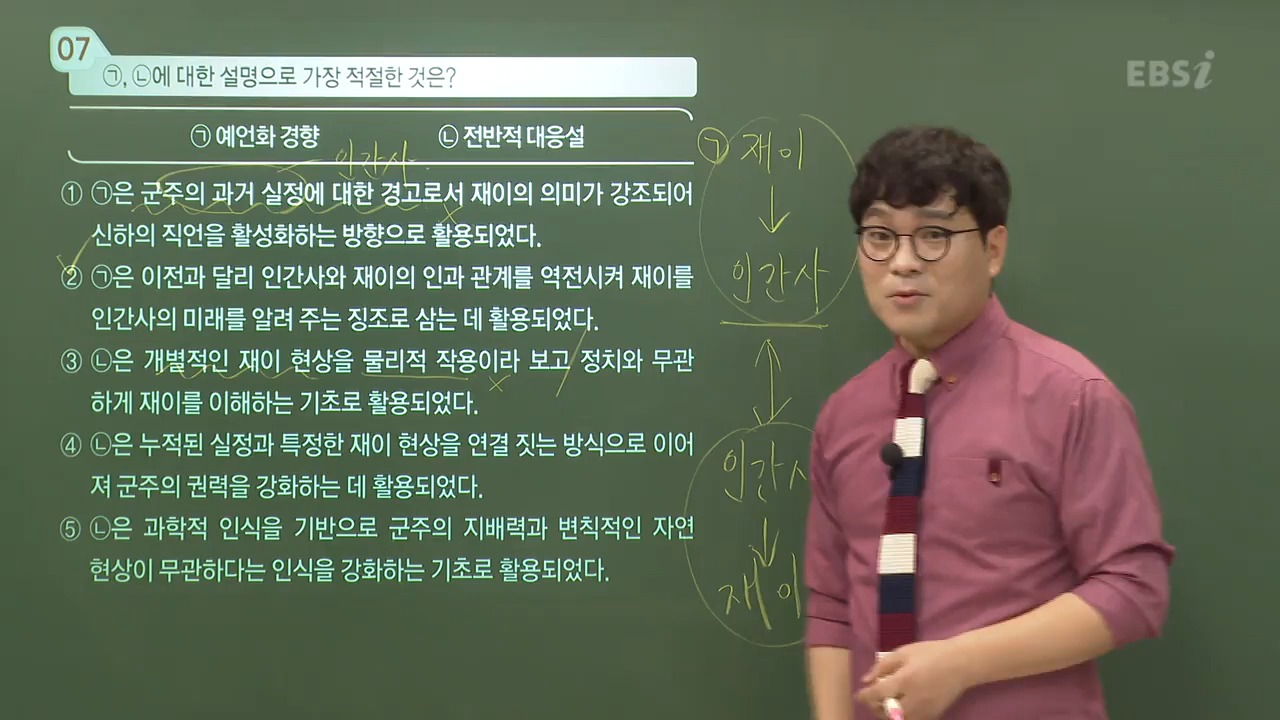 07
㉠, ㉡에 대한 설명으로 가장 적절한 것은?
EBSi
㉠ 예언화 경향 ㉡ 전반적 대응설
인간사
① ㉠은 군주의 과거 실정에 대한 경고로서 재이의 의미가 강조되어
신하의 직언을 활성화하는 방향으로 활용되었다.
② ㉠은 이전과 달리 인간사와 재이의 인과 관계를 역전시켜 재이를
인간사의 미래를 알려 주는 징조로 삼는 데 활용되었다.
③ ㉡은 개별적인 재이 현상을 물리적 작용이라 보고 정치와 무관
하게 재이를 이해하는 기초로 활용되었다.
④ ㉡은 누적된 실정과 특정한 재이 현상을 연결 짓는 방식으로 이어
져 군주의 권력을 강화하는 데 활용되었다.
⑤ ㉡은 과학적 인식을 기반으로 군주의 지배력과 변칙적인 자연
현상이 무관하다는 인식을 강화하는 기초로 활용되었다.
㉠ 재이
↓
인간사
↕
인간사
↓
재이